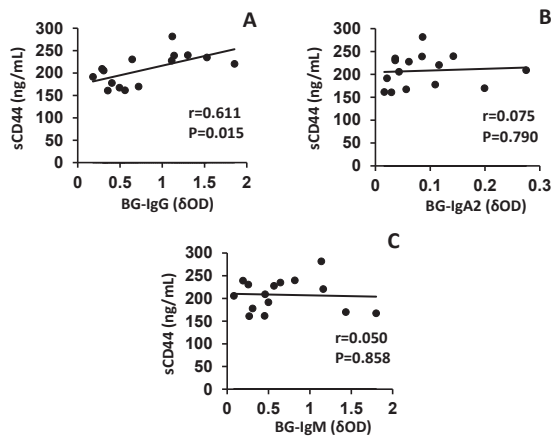 A
sCD44 (ng/mL)
300
250
200
150
100
50
0
r=0.611
P=0.015
0 0.5 1 1.5 2
BG-IgG (δOD)
B
sCD44 (ng/mL)
300
250
200
150
100
50
0
r=0.075
P=0.790
0 0.1 0.2 0.3
BG-IgA2 (δOD)
C
sCD44 (ng/mL)
300
250
200
150
100
50
0
r=0.050
P=0.858
0 0.5 1 1.5 2
BG-IgM (δOD)